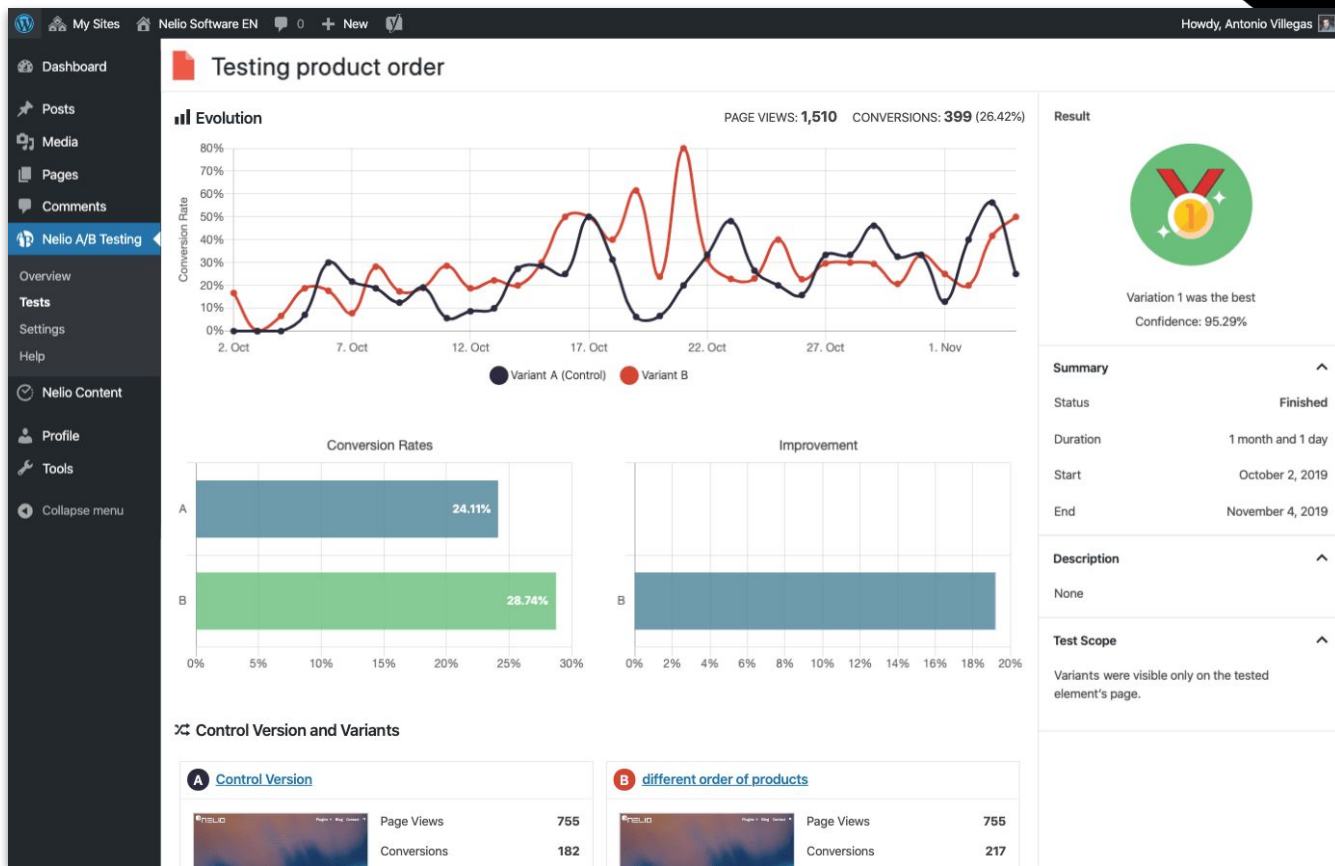 My Sites Nelio Software EN 0 + New Howdy, Antonio Villegas
Dashboard
Posts
Media
Pages
Comments
Nelio A/B Testing
Overview
Tests
Settings
Help
Nelio Content
Profile
Tools
Collapse menu
Testing product order
Evolution PAGE VIEWS: 1,510 CONVERSIONS: 399 (26.42%)
Conversion Rate
80%
70%
60%
50%
40%
30%
20%
10%
0%
2. Oct 7. Oct 12. Oct 17. Oct 22. Oct 27. Oct 1. Nov
Variant A (Control) Variant B
Conversion Rates
A 24.11%
B 28.74%
0% 5% 10% 15% 20% 25% 30%
Improvement
B
0% 2% 4% 6% 8% 10% 12% 14% 16% 18% 20%
Control Version and Variants
A Control Version
NELIO
Page Views 755
Conversions 182
B different order of products
NELIO
Page Views 755
Conversions 217
Result
1
Variation 1 was the best
Confidence: 95.29%
Summary
Status Finished
Duration 1 month and 1 day
Start October 2, 2019
End November 4, 2019
Description
None
Test Scope
Variants were visible only on the tested
element's page.